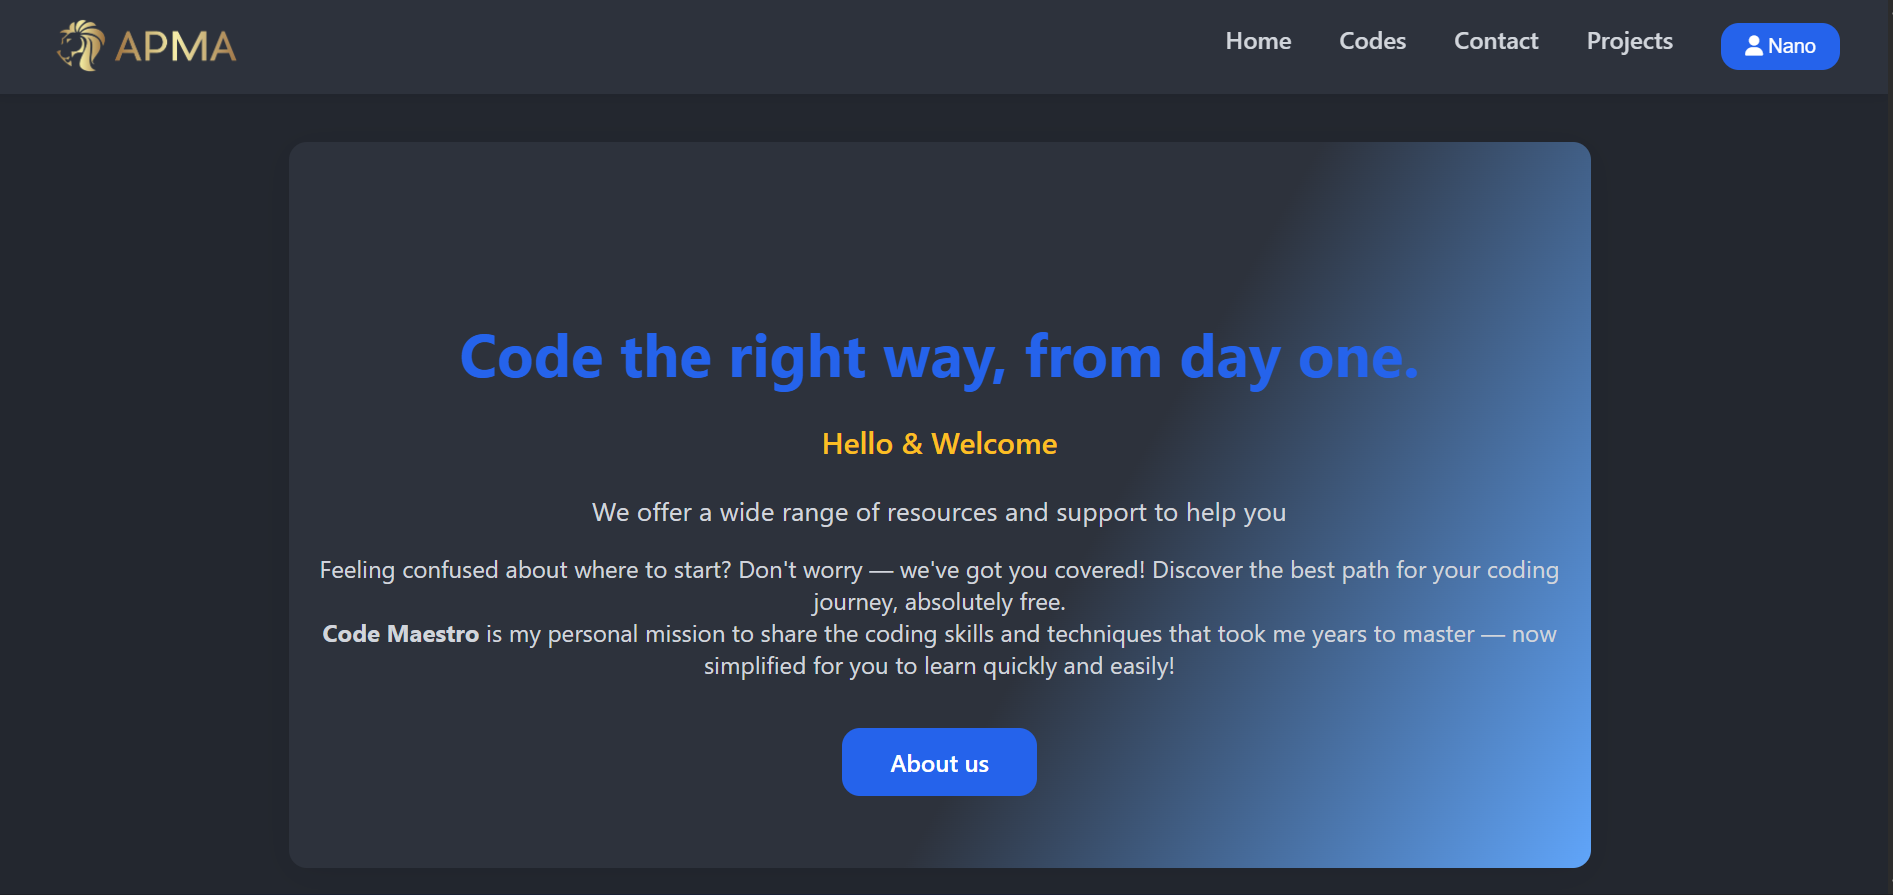 APMA
Home
Codes
Contact
Projects
Nano
Code the right way, from day one.
Hello & Welcome
We offer a wide range of resources and support to help you
Feeling confused about where to start? Don't worry — we've got you covered! Discover the best path for your coding
journey, absolutely free.
Code Maestro is my personal mission to share the coding skills and techniques that took me years to master — now
simplified for you to learn quickly and easily!
About us